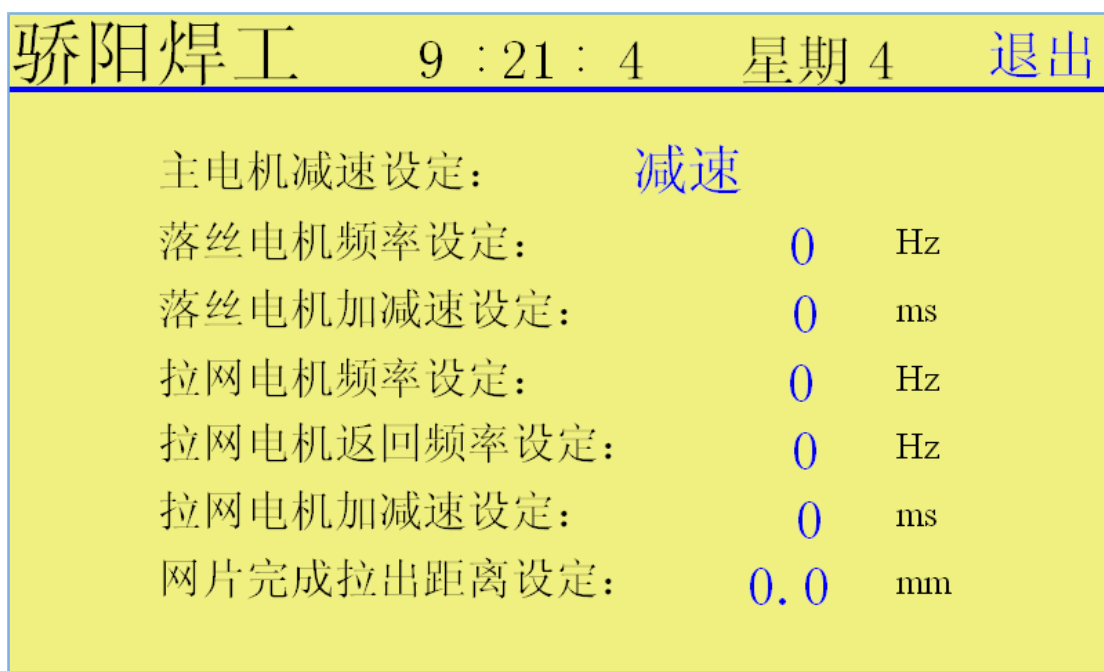 骄阳焊工 9 :21: 4 星期 4 退出
主电机减速设定: 减速
落丝电机频率设定: 0 Hz
落丝电机加减速设定: 0 ms
拉网电机频率设定: 0 Hz
拉网电机返回频率设定: 0 Hz
拉网电机加减速设定: 0 ms
网片完成拉出距离设定: 0.0 mm